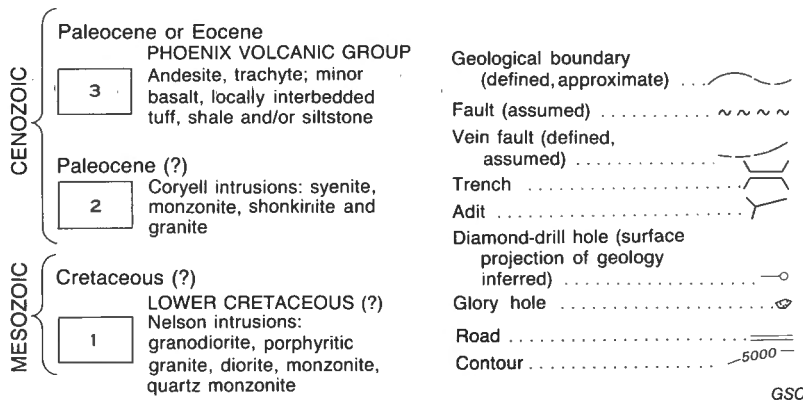 CENOZOIC
Paleocene or Eocene
PHOENIX VOLCANIC GROUP
3
Andesite, trachyte; minor
basalt, locally interbedded
tuff, shale and/or siltstone
Paleocene (?)
2
Coryell intrusions: syenite,
monzonite, shonkinite and
granite
MESOZOIC
Cretaceous (?)
LOWER CRETACEOUS (?)
1
Nelson intrusions:
granodiorite, porphyritic
granite, diorite, monzonite,
quartz monzonite
Geological boundary
(defined, approximate) ...
Fault (assumed) ............
Vein fault (defined,
assumed) ..............
Trench ....................
Adit .......................
Diamond-drill hole (surface
projection of geology
inferred) ................
Glory hole .................
Road ......................
Contour ................. 5000
GSC